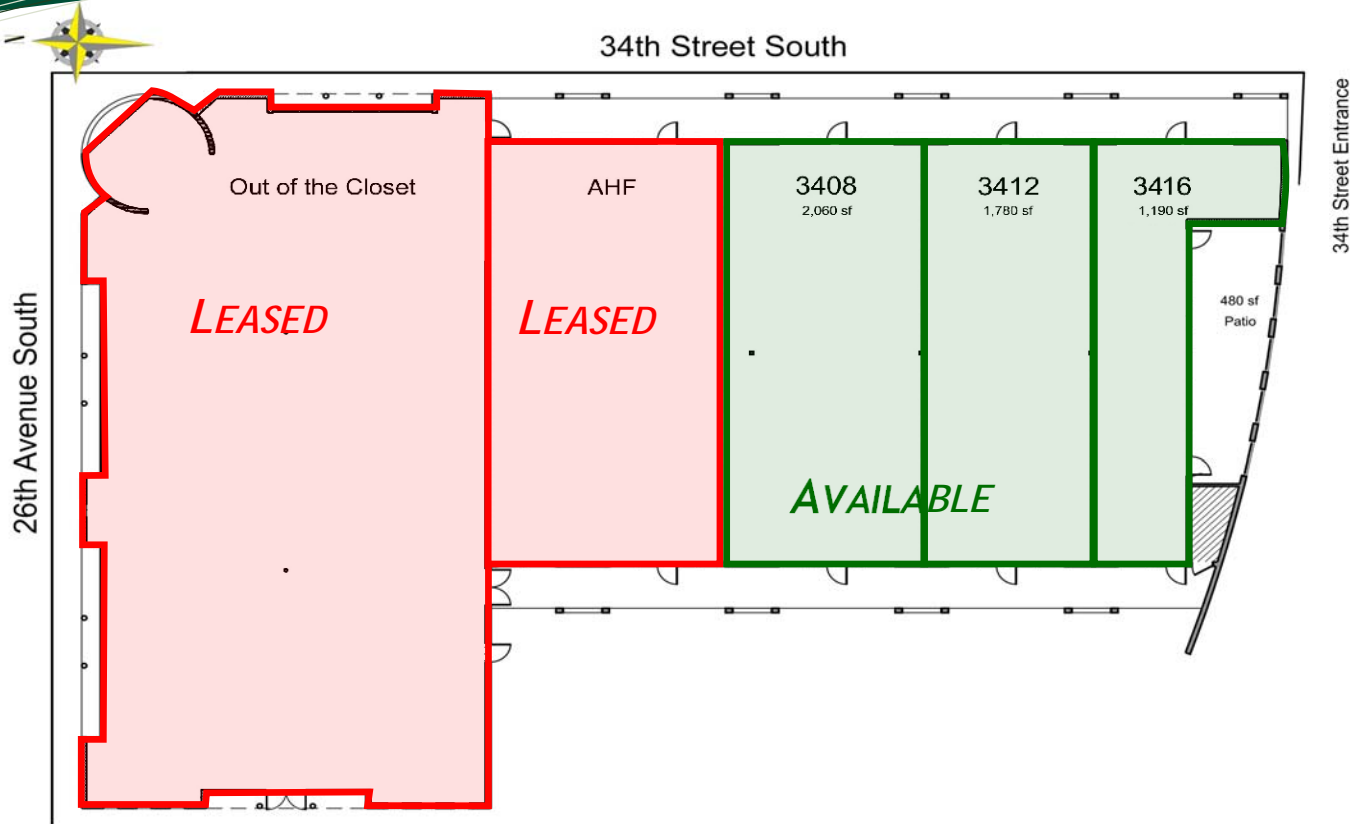 34th Street South
34th Street Entrance
Out of the Closet
AHF
3408
2,060 sf
3412
1,780 sf
3416
1,190 sf
LEASED
LEASED
480 sf
Patio
26th Avenue South
AVAILABLE